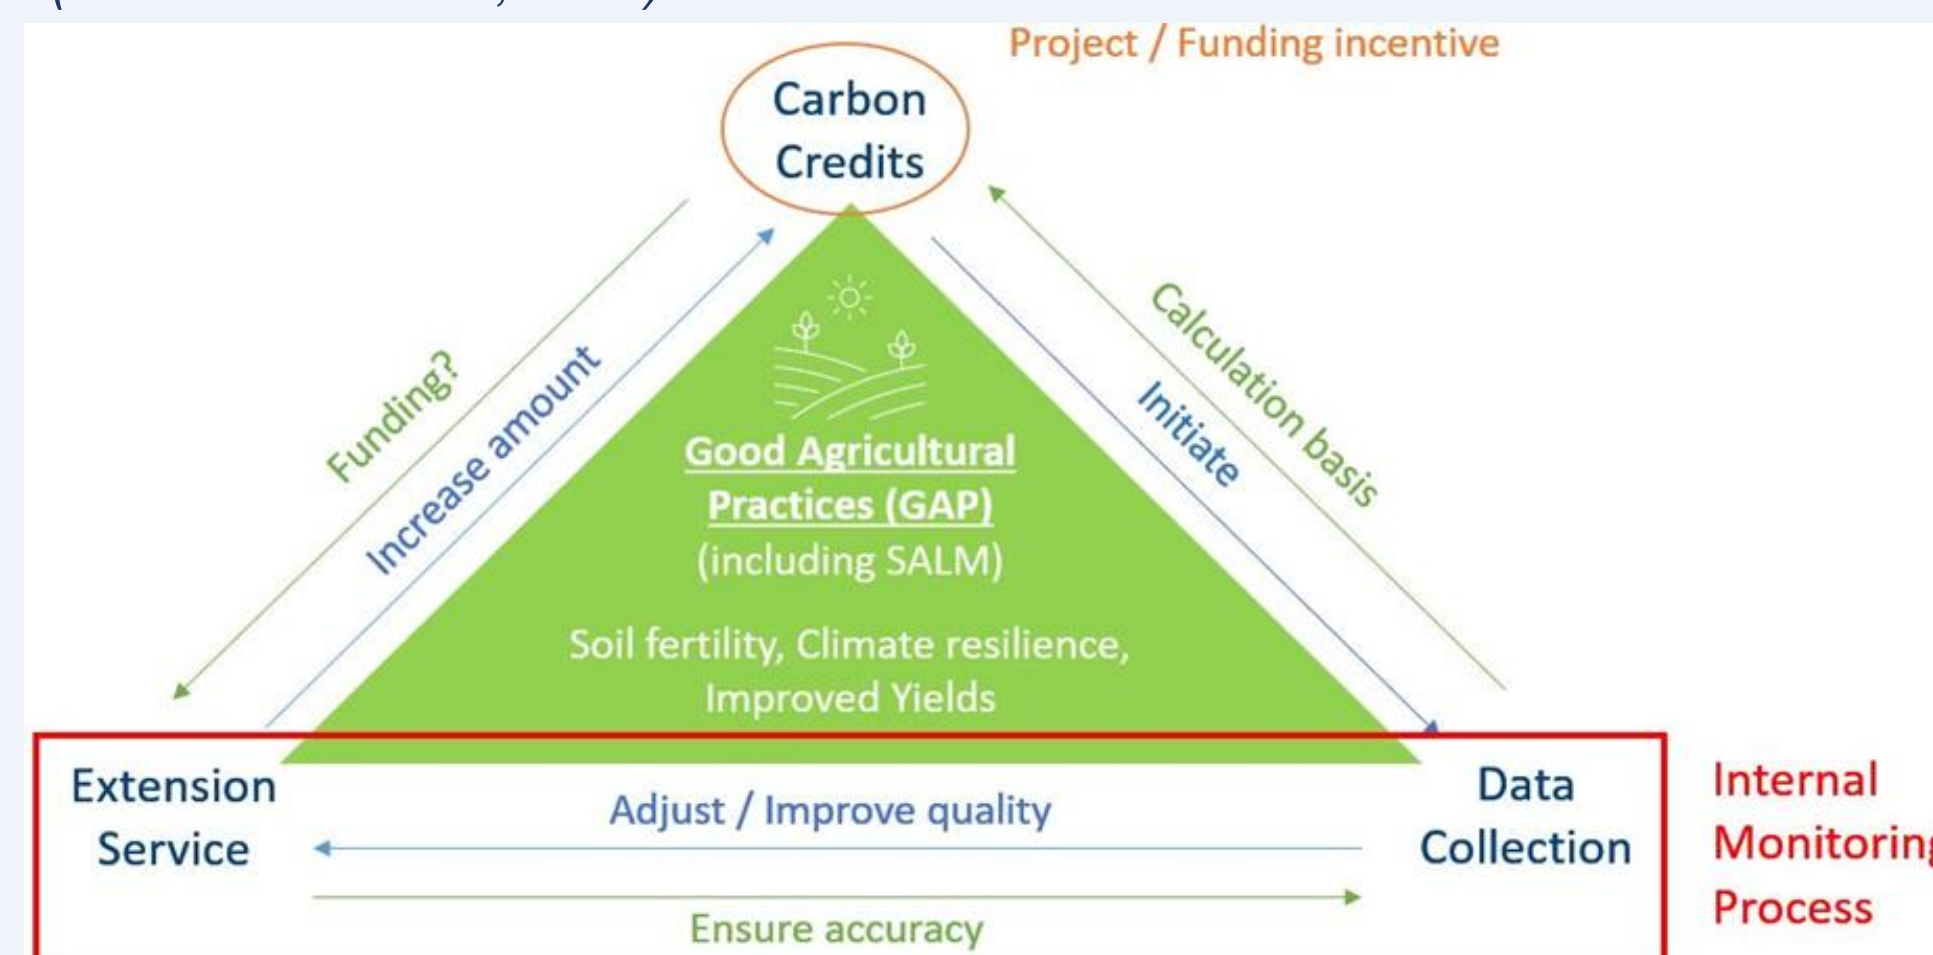 Project / Funding incentive
Carbon
Credits
Funding?
Increase amount
Calculation basis
Initiate
Good Agricultural
Practices (GAP)
(including SALM)
Soil fertility, Climate resilience,
Improved Yields
Extension
Service
Adjust / Improve quality
Ensure accuracy
Data
Collection
Internal
Monitoring
Process